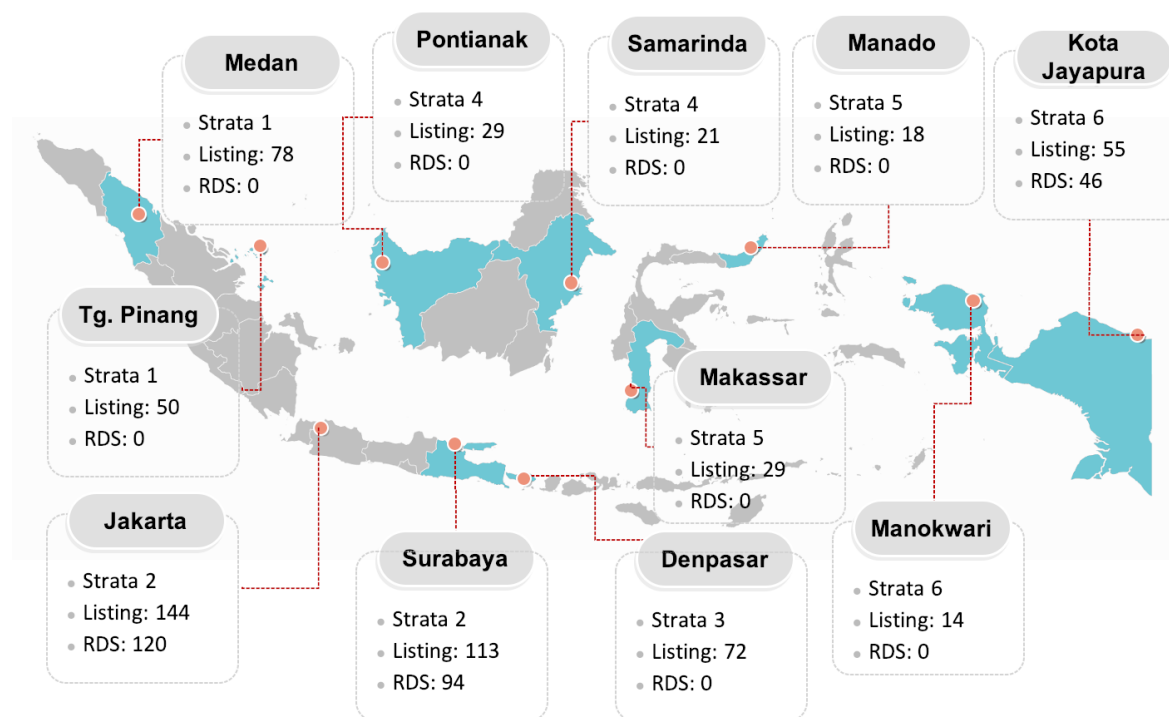 Medan
Strata 1
Listing: 78
RDS: 0
Pontianak
Strata 4
Listing: 29
RDS: 0
Samarinda
Strata 4
Listing: 21
RDS: 0
Manado
Strata 5
Listing: 18
RDS: 0
Kota
Jayapura
Strata 6
Listing: 55
RDS: 46
Tg. Pinang
Strata 1
Listing: 50
RDS: 0
Makassar
Strata 5
Listing: 29
RDS: 0
Jakarta
Strata 2
Listing: 144
RDS: 120
Surabaya
Strata 2
Listing: 113
RDS: 94
Denpasar
Strata 3
Listing: 72
RDS: 0
Manokwari
Strata 6
Listing: 14
RDS: 0